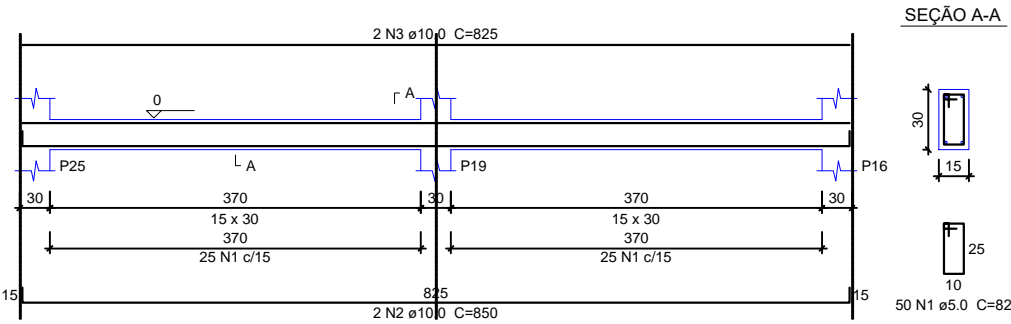 SEÇÃO A-A
2 N3 ø10.0 C=825
0
A
A
P25
P19
P16
30
15
30 370 30 370 30
15 x 30
15 x 30
370
370
25 N1 c/15
25 N1 c/15
25
10
50 N1 ø5.0 C=82
15
825
15
2 N2 ø10.0 C=850